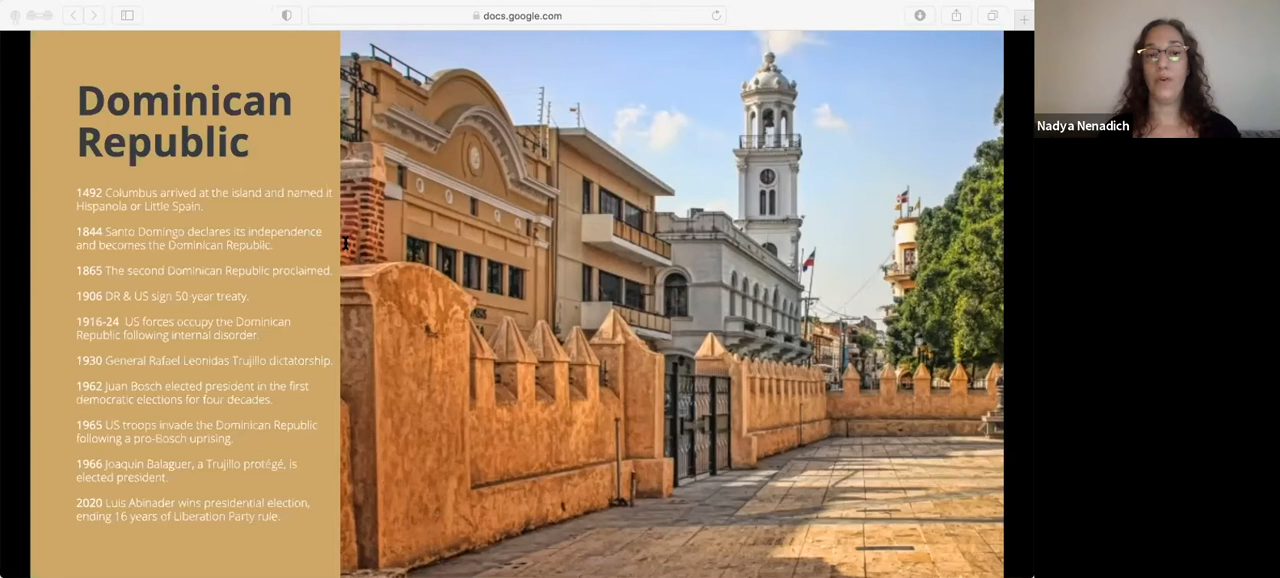 docs.google.com
Dominican
Republic
1492 Columbus arrived at the island and named it
Hispanola or Little Spain.
1844 Santo Domingo declares its independence
and becomes the Dominican Republic.
1865 The second Dominican Republic proclaimed.
1906 DR & US sign 50-year treaty.
1916-24 US forces occupy the Dominican
Republic following internal disorder.
1930 General Rafael Leonidas Trujillo dictatorship.
1962 Juan Bosch elected president in the first
democratic elections for four decades.
1965 US troops invade the Dominican Republic
following a pro-Bosch uprising.
1966 Joaquin Balaguer, a Trujillo protégé, is
elected president.
2020 Luis Abinader wins presidential election,
ending 16 years of Liberation Party rule.
Nadya Nenadich